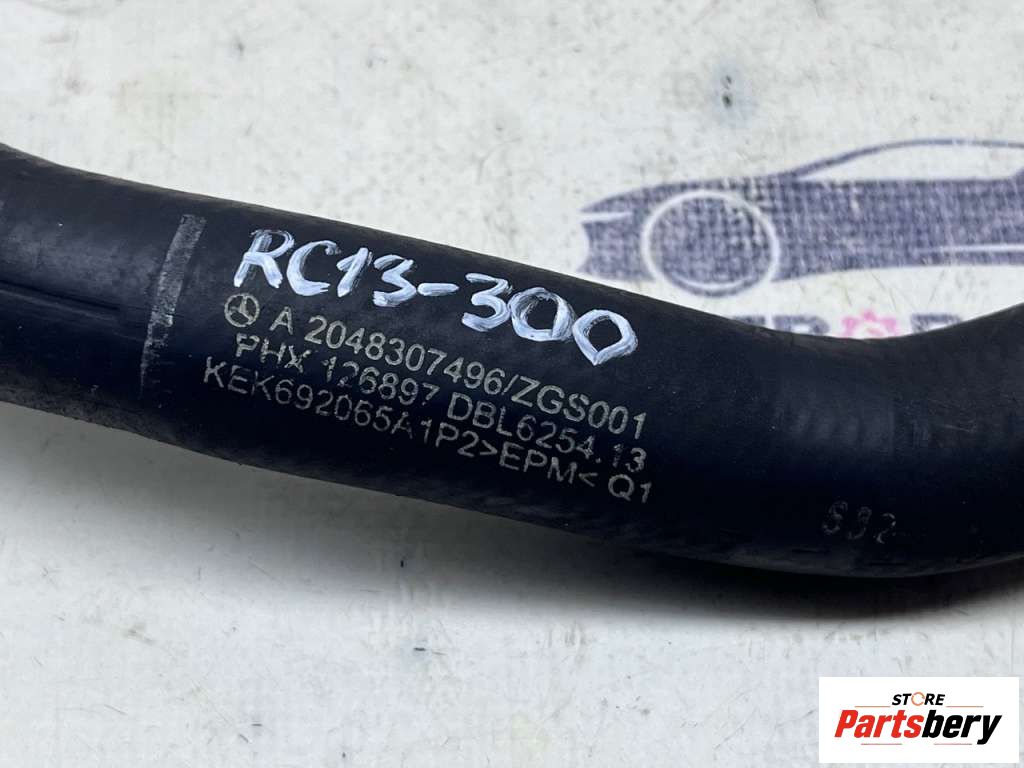 RC13-300
A 2048307496/ZGS001
PHX 126897 DBL6254.13
KEK692065A1P2>EPM< Q1
STORE
Partsbery